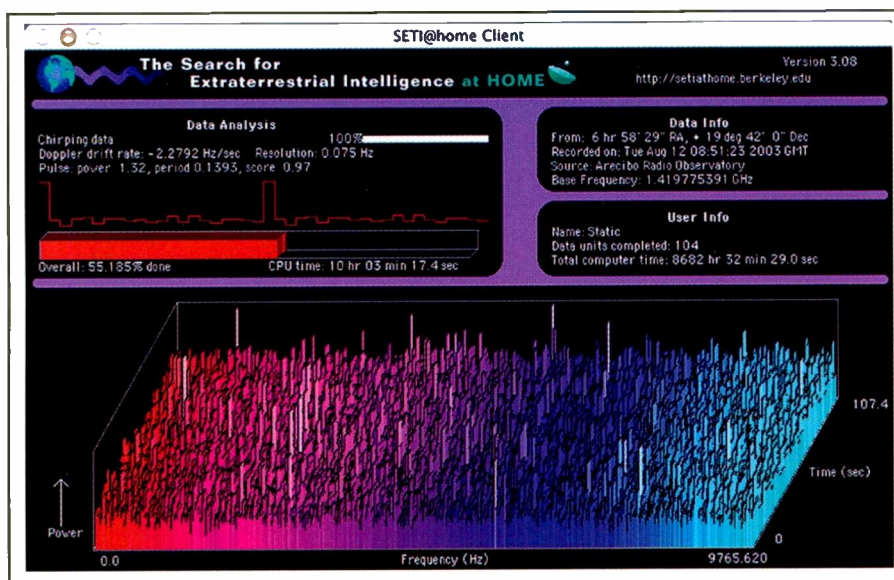 SETI@home Client
The Search for
Extraterrestrial Intelligence at HOME
Version 3.08
http://setiathome.berkeley.edu
Data Analysis
Chirping data 100%
Doppler drift rate: -2.2792 Hz/sec Resolution: 0.075 Hz
Pulse: power 1.32, period 0.1393, score 0.97
Overall: 55.185% done CPU time: 10 hr 03 min 17.4 sec
Data Info
From: 6 hr 58' 29" RA, + 19 deg 42' 0" Dec
Recorded on: Tue Aug 12 08:51:23 2003 GMT
Source: Arecibo Radio Observatory
Base Frequency: 1.419775391 GHz
User Info
Name: Static
Data units completed: 104
Total computer time: 8682 hr 32 min 29.0 sec
107.4
Time (sec)
0
Power
0.0 Frequency (Hz) 9765.620